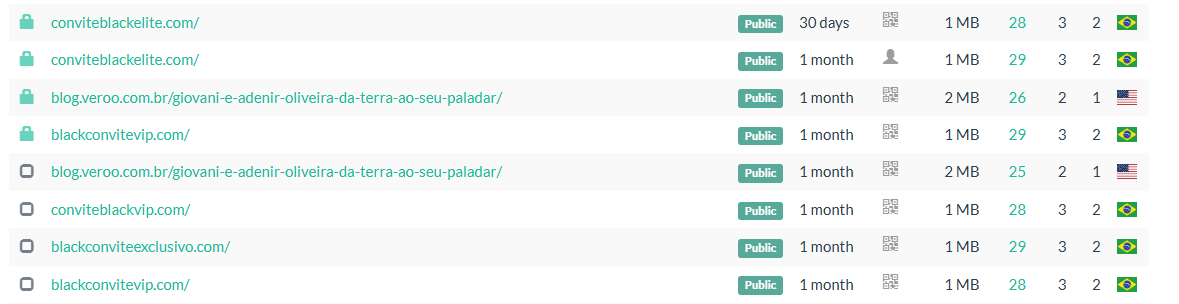 conviteblackelite.com/ Public 30 days 1 MB 28 3 2
conviteblackelite.com/ Public 1 month 1 MB 29 3 2
blog.veroo.com.br/giovani-e-adenir-oliveira-da-terra-ao-seu-paladar/ Public 1 month 2 MB 26 2 1
blackconvitevip.com/ Public 1 month 1 MB 29 3 2
blog.veroo.com.br/giovani-e-adenir-oliveira-da-terra-ao-seu-paladar/ Public 1 month 2 MB 25 2 1
conviteblackvip.com/ Public 1 month 1 MB 28 3 2
blackconviteexclusivo.com/ Public 1 month 1 MB 29 3 2
blackconvitevip.com/ Public 1 month 1 MB 28 3 2